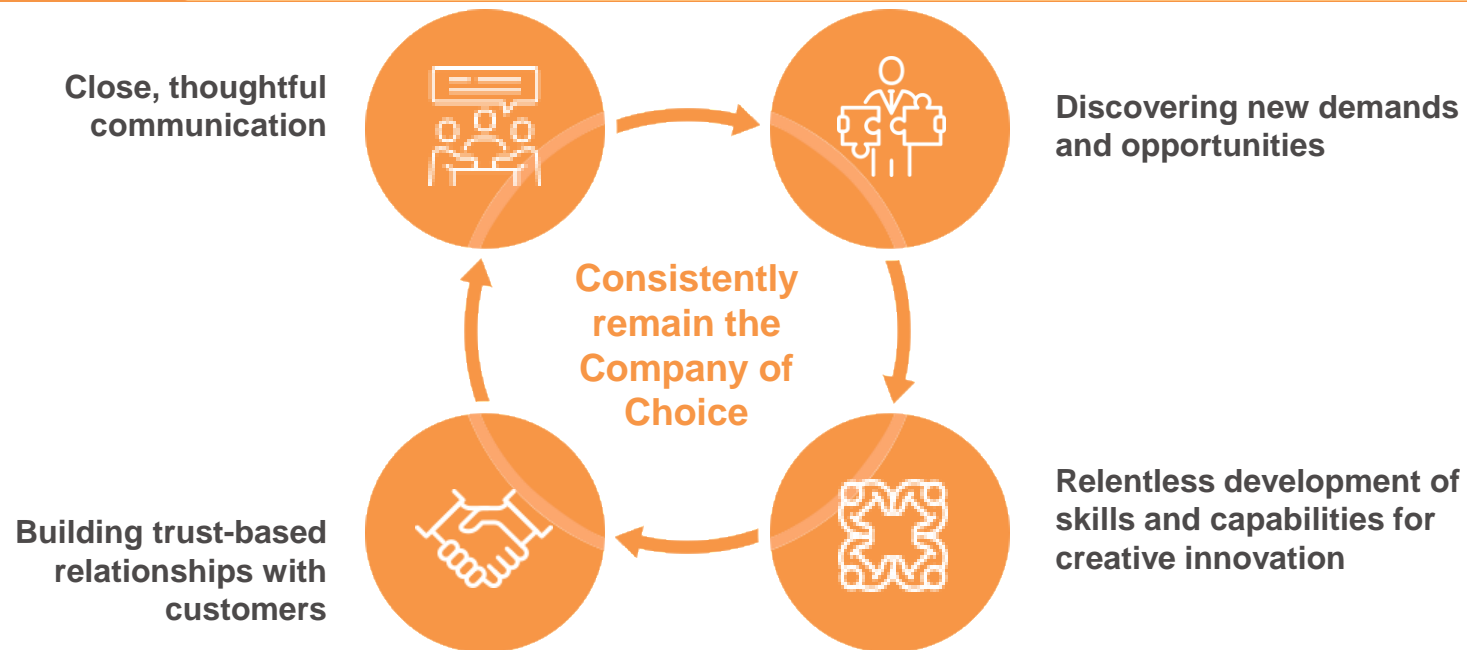 Close, thoughtful
communication
Discovering new demands
and opportunities
Consistently
remain the
Company of
Choice
Building trust-based
relationships with
customers
Relentless development of
skills and capabilities for
creative innovation